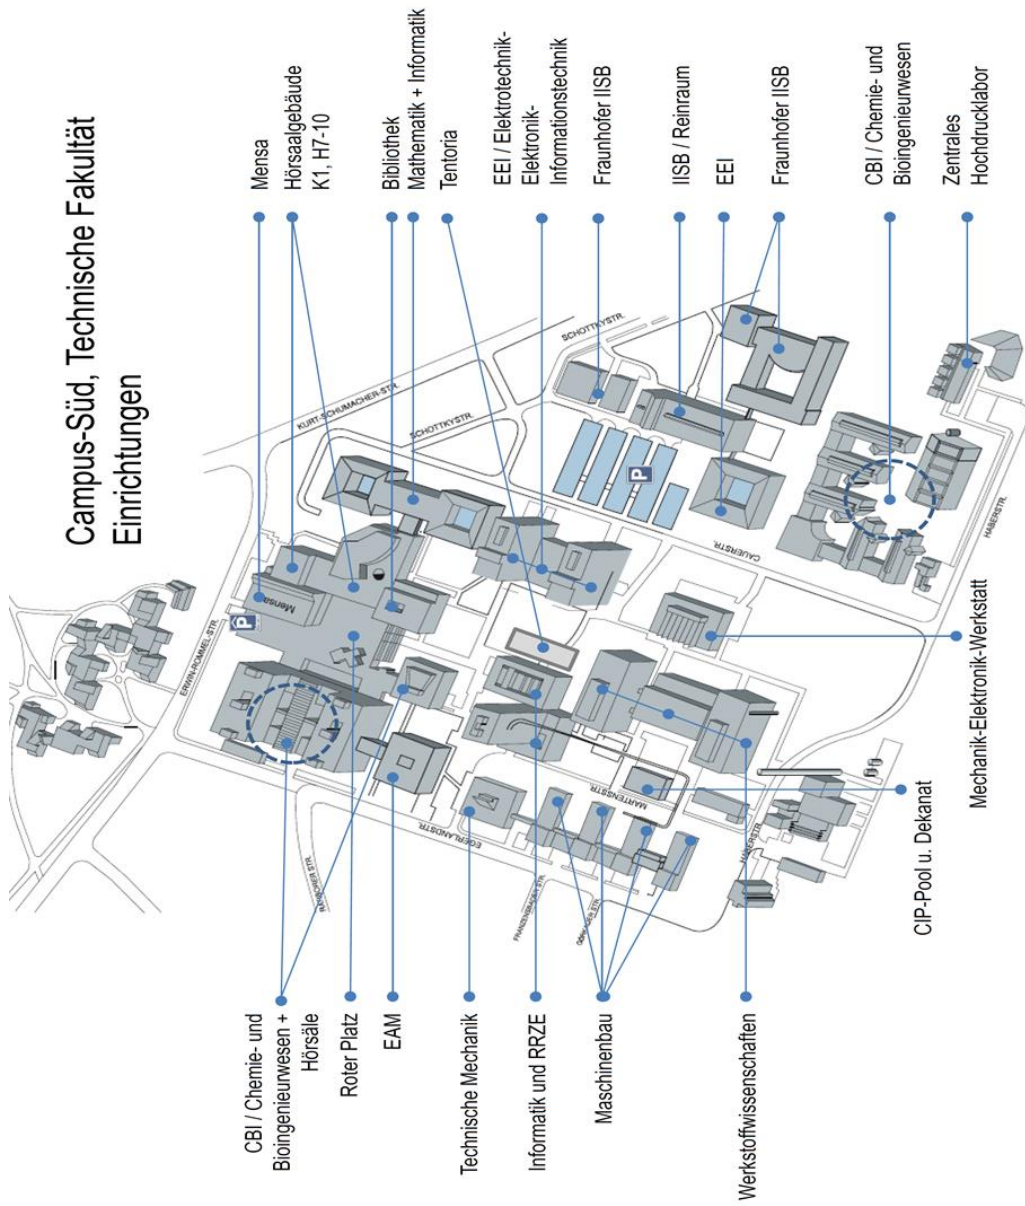 Campus-Süd, Technische Fakultät
Einrichtungen
Mensa
Hörsaalgebäude
K1, H7-10
Bibliothek
Mathematik + Informatik
Tentoria
EEI / Elektrotechnik-
Elektronik-
Informationstechnik
Fraunhofer IISB
IISB / Reinraum
EEI
Fraunhofer IISB
CBI / Chemie- und
Bioingenieurwesen
Zentrales
Hochdrucklabor
KURT-SCHUMACHER-STR.
SCHOTTKYSTR.
SCHOTTKYSTR.
ERWIN-ROMMEL-STR.
Mensa
P
P
CAUERSTR.
HABERSTR.
EGERLANDSTR.
MARTENSSTR.
HABERSTR.
FRANZENSBADER STR.
CBI / Chemie- und
Bioingenieurwesen +
Hörsäle
Roter Platz
EAM
Technische Mechanik
Informatik und RRZE
Maschinenbau
Werkstoffwissenschaften
CIP-Pool u. Dekanat
Mechanik-Elektronik-Werkstatt